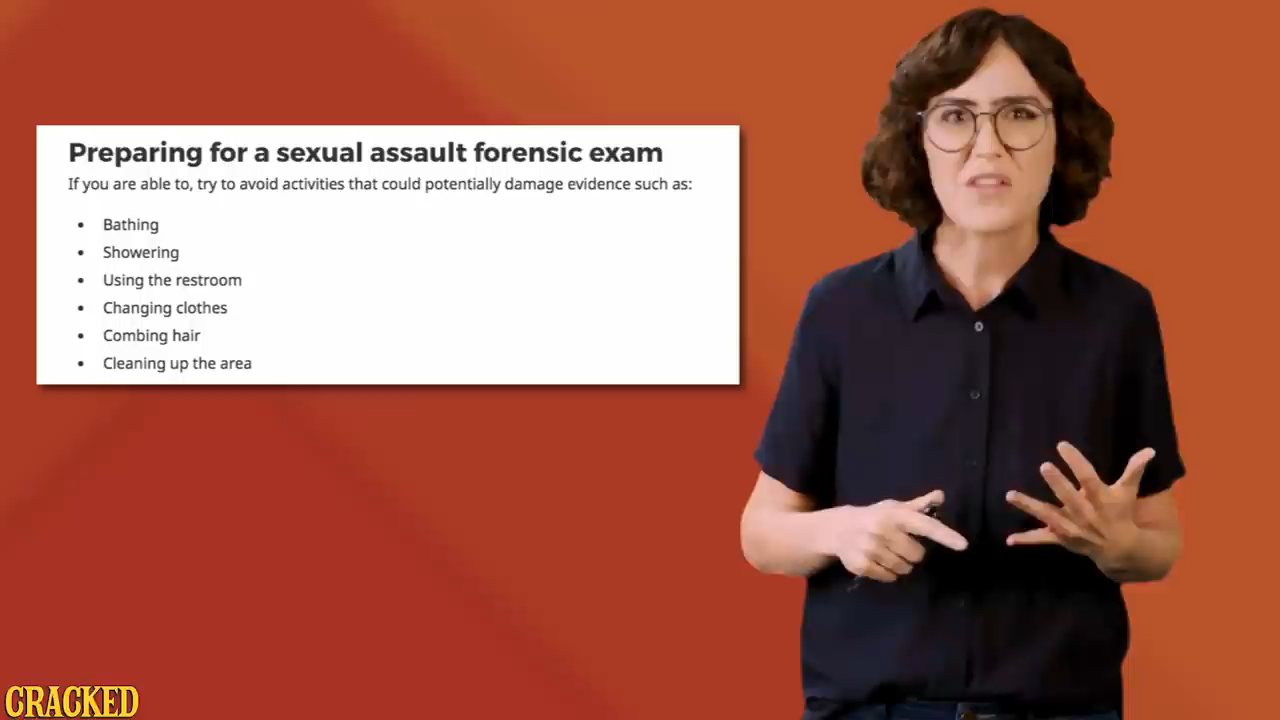 Preparing for a sexual assault forensic exam
If you are able to, try to avoid activities that could potentially damage evidence such as:
• Bathing
• Showering
• Using the restroom
• Changing clothes
• Combing hair
• Cleaning up the area
CRACKED